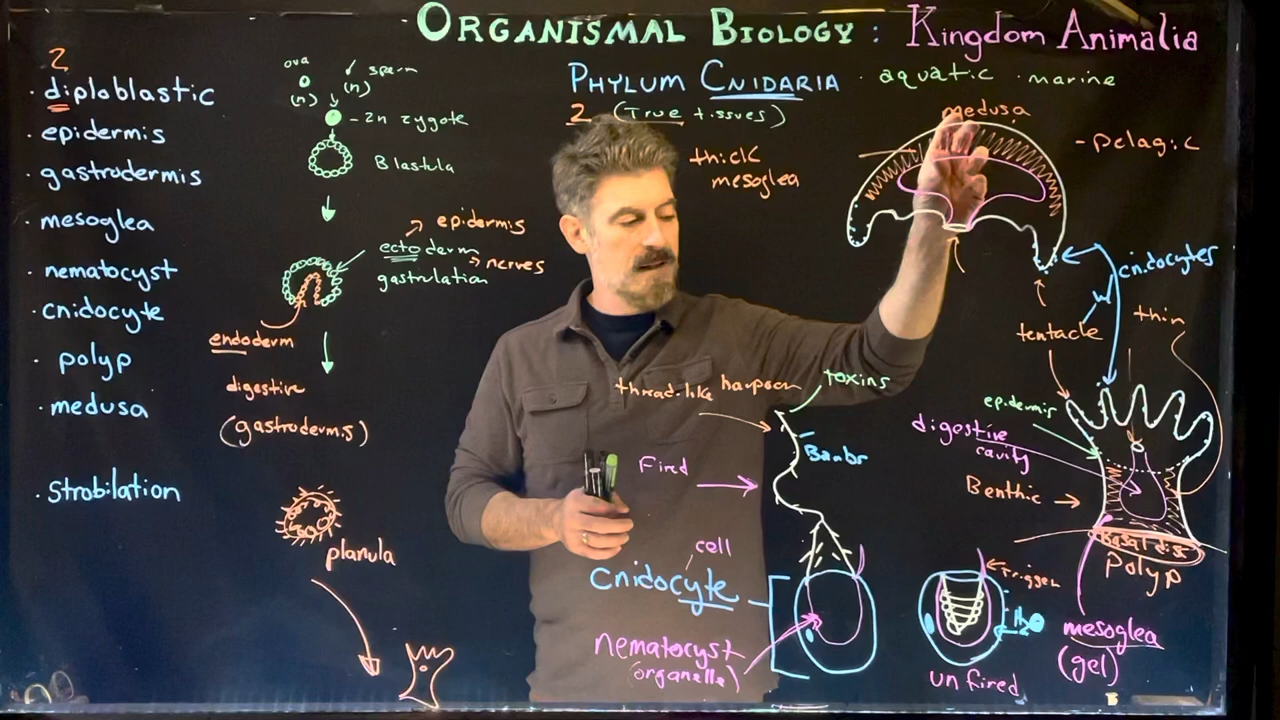 ORGANISMAL BIOLOGY : Kingdom Animalia
PHYLUM CNIDARIA · aquatic · marine
2 (True tissues)
2
· diploblastic
· epidermis
· gastrodermis
· mesoglea
· nematocyst
· cnidocyte
· polyp
· medusa
· Strobilation
ova
(n)
sperm
(n)
- 2n zygote
Blastula
epidermis
ectoderm
nerves
gastrulation
endoderm
digestive
(gastrodermis)
planula
thick
mesoglea
medusa
- pelagic
cnidocytes
tentacle
thin
epidermis
digestive
cavity
Benthic
Basal disc
Polyp
mesoglea
(gel)
thread-like harpoon
toxins
Barbs
Fired
cell
cnidocyte
nematocyst
(organelle)
trigger
unfired